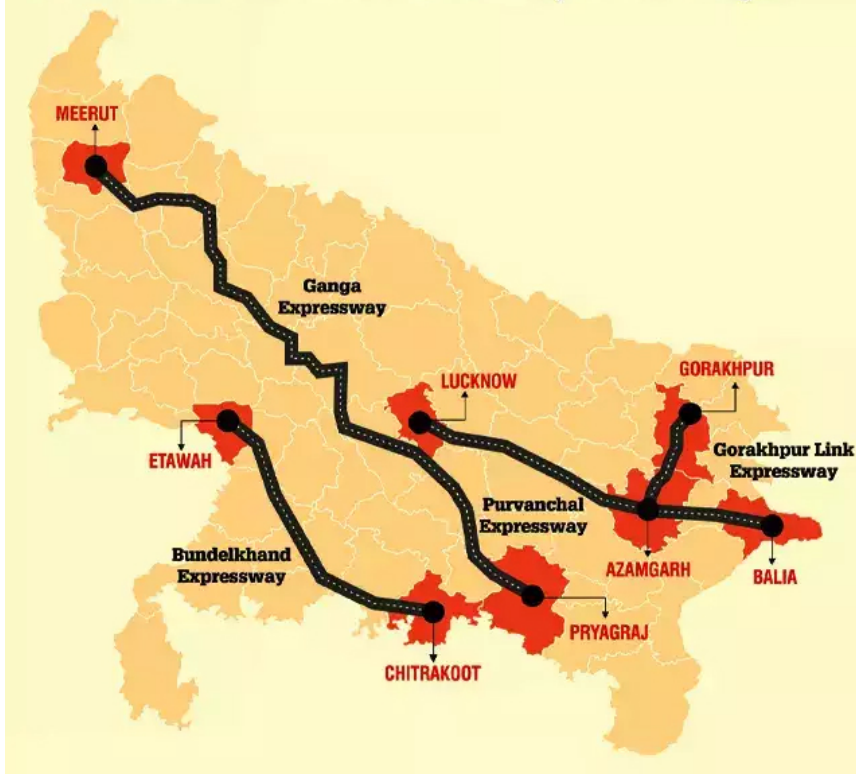 MEERUT
Ganga
Expressway
LUCKNOW
GORAKHPUR
ETAWAH
Gorakhpur Link
Expressway
Purvanchal
Expressway
Bundelkhand
Expressway
AZAMGARH
BALIA
PRYAGRAJ
CHITRAKOOT